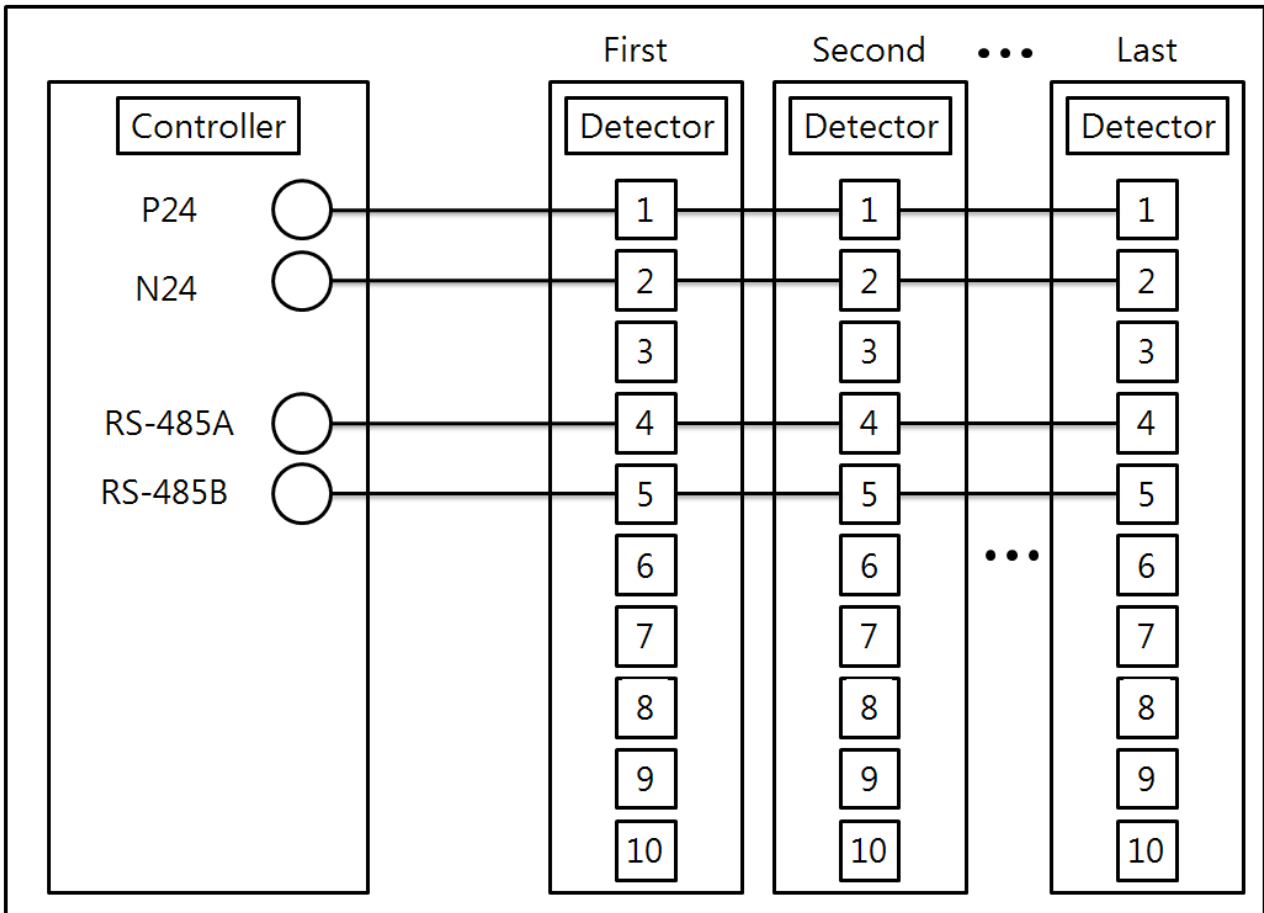 First Second ••• Last
Controller Detector Detector Detector
P24 1 1 1
N24 2 2 2
3 3 3
RS-485A 4 4 4
RS-485B 5 5 5
•••
6 6 6
7 7 7
8 8 8
9 9 9
10 10 10